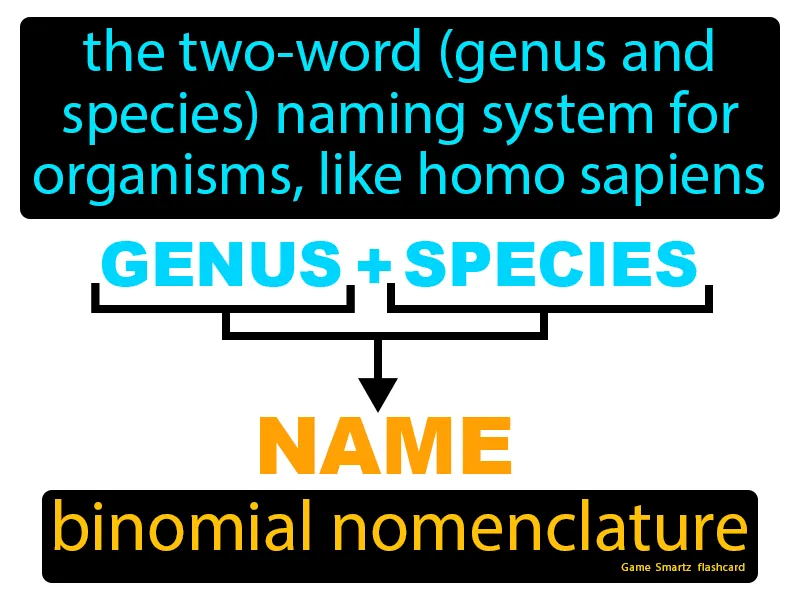 the two-word (genus and
species) naming system for
organisms, like homo sapiens
GENUS + SPECIES
NAME
binomial nomenclature
Game Smartz flashcard